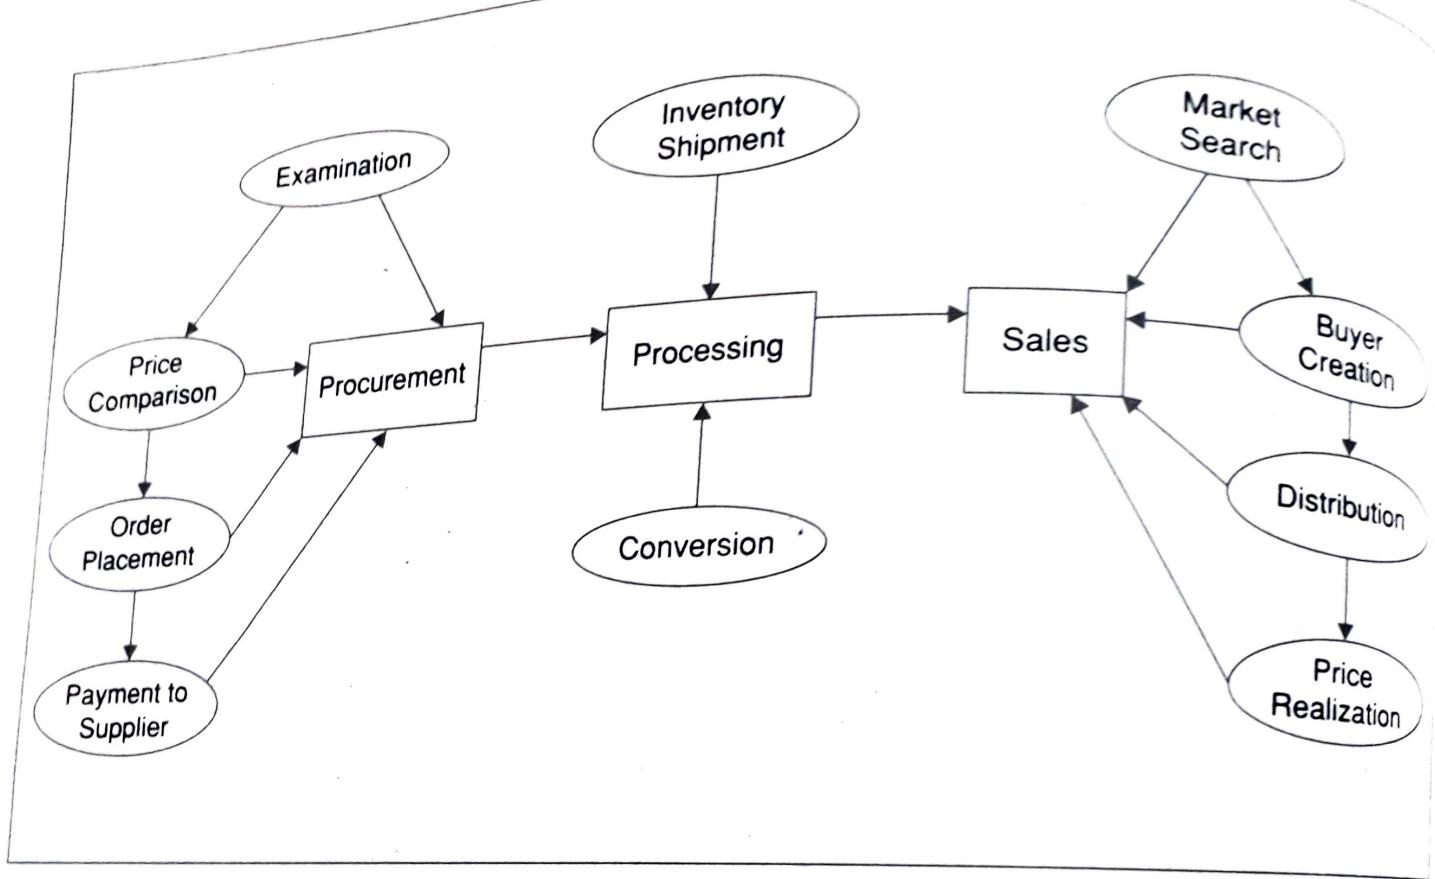 Examination
Inventory
Shipment
Market
Search
Price
Comparison
Procurement
Processing
Sales
Buyer
Creation
Order
Placement
Conversion
Distribution
Payment to
Supplier
Price
Realization